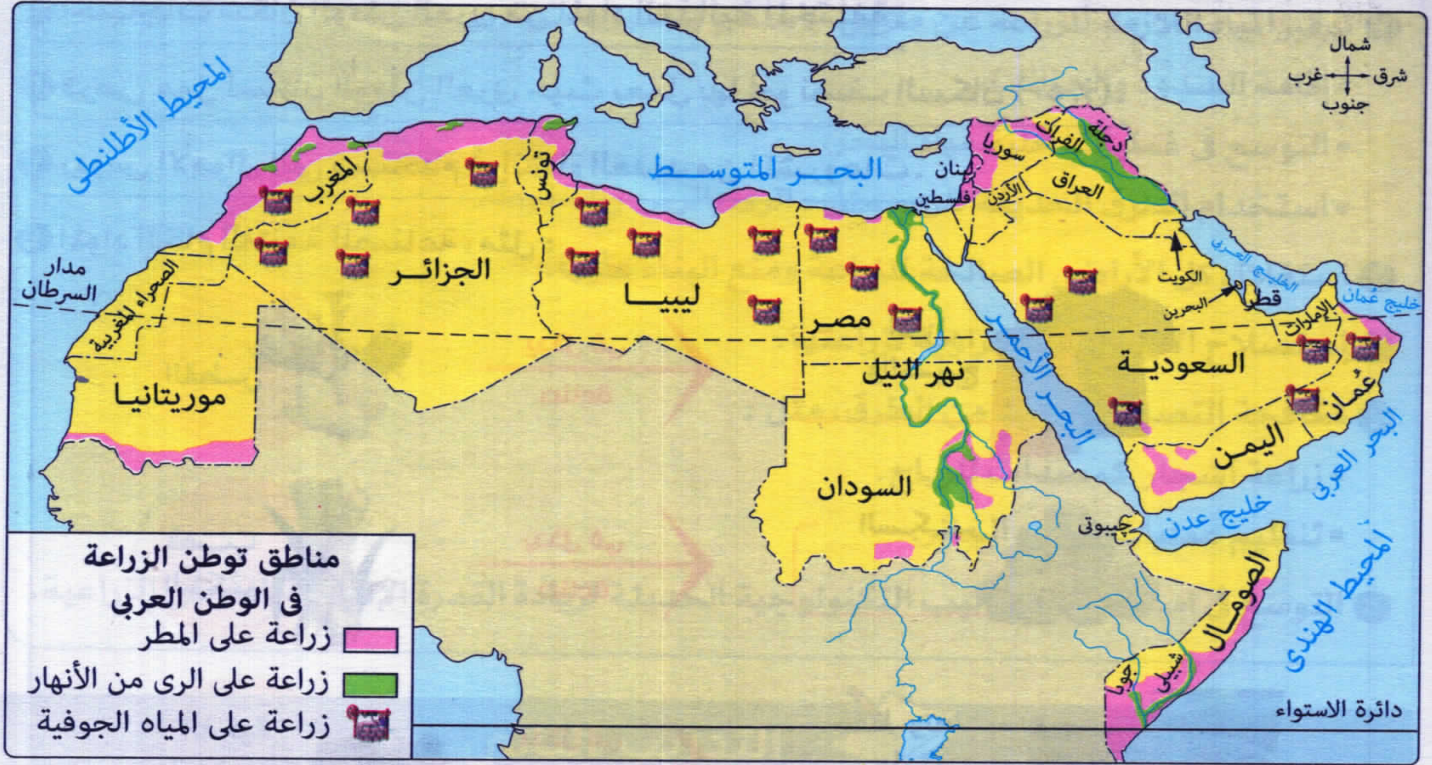 شمال
شرق
غرب
جنوب
المحيط الأطلنطى
البحر المتوسط
دجلة
الفرات
سوريا
لبنان
العراق
فلسطين
الأردن
تونس
المغرب
الجزائر
ليبيا
مصر
مدار
السرطان
الصحراء المغربية
موريتانيا
الكويت
الخليج العربى
البحرين
قطر
خليج عُمان
الإمارات
السعودية
عُمان
اليمن
البحر الأحمر
نهر النيل
السودان
البحر العربى
خليج عدن
چيبوتى
الصومال
شبيلى
جوبا
المحيط الهندى
دائرة الاستواء
مناطق توطن الزراعة
فى الوطن العربى
زراعة على المطر
زراعة على الرى من الأنهار
زراعة على المياه الجوفية